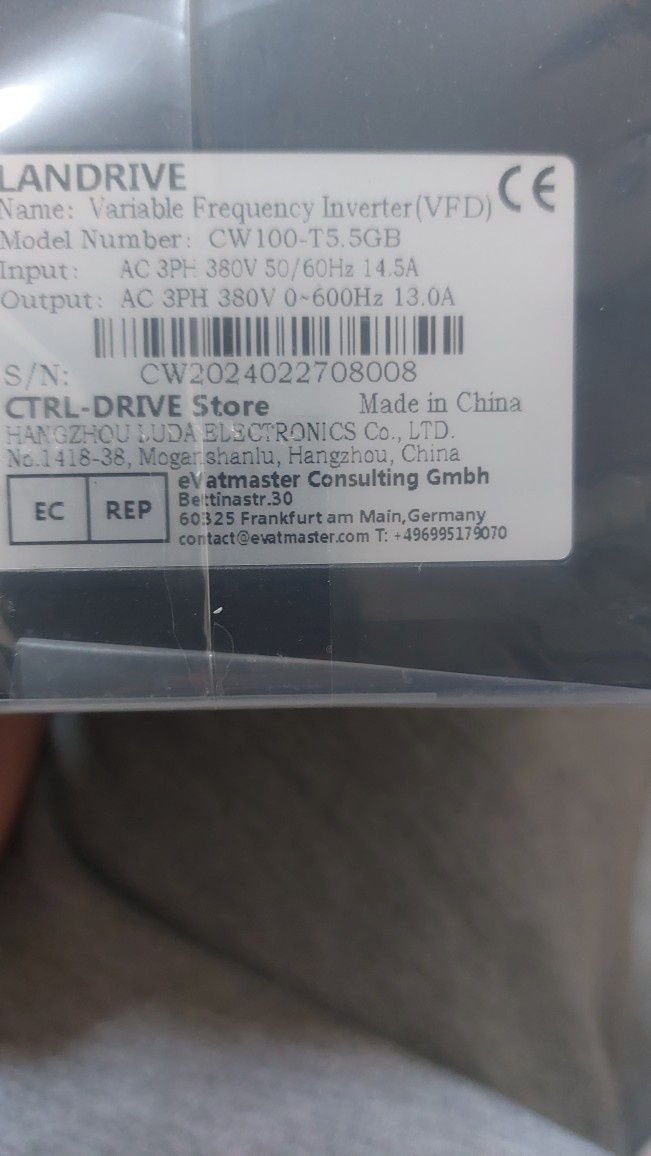 LANDRIVE
CE
Name: Variable Frequency Inverter(VFD)
Model Number: CW100-T5.5GB
Input: AC 3PH 380V 50/60Hz 14.5A
Output: AC 3PH 380V 0~600Hz 13.0A
S/N: CW2024022708008
CTRL-DRIVE Store Made in China
HANGZHOU LUDA ELECTRONICS Co., LTD.
No.1418-38, Moganshanlu, Hangzhou, China
EC REP
eVatmaster Consulting Gmbh
Bettinastr.30
60325 Frankfurt am Main,Germany
contact@evatmaster.com T: +496995179070